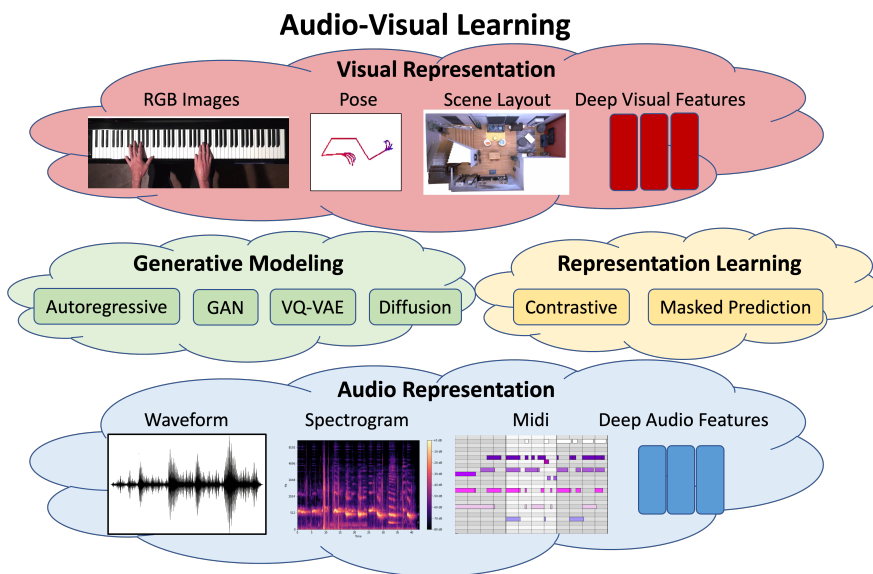 Audio-Visual Learning
Visual Representation
RGB Images
Pose
Scene Layout
Deep Visual Features
Generative Modeling
Autoregressive
GAN
VQ-VAE
Diffusion
Representation Learning
Contrastive
Masked Prediction
Audio Representation
Waveform
Spectrogram
Midi
Deep Audio Features